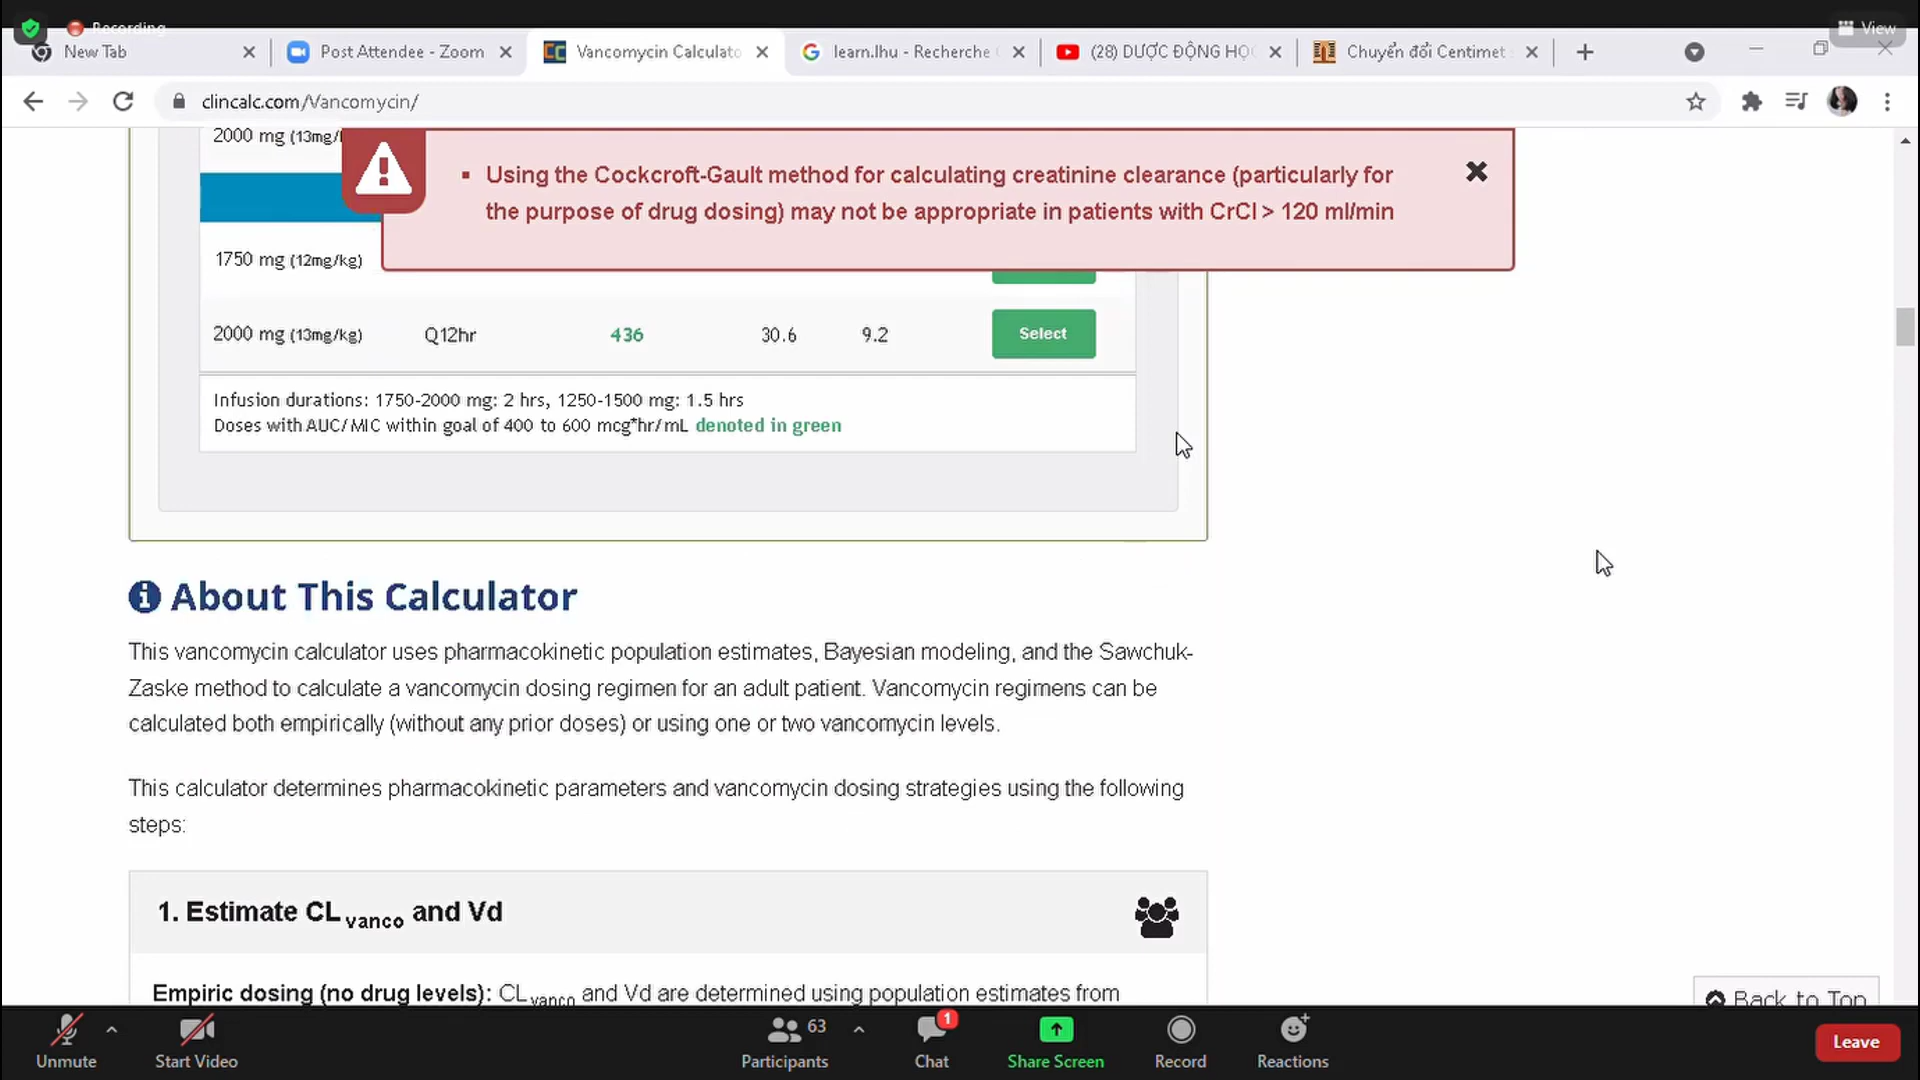 Recording
View
New Tab
Post Attendee - Zoom
Vancomycin Calculato
learn.lhu - Recherche
(28) DƯỢC ĐỘNG HỌ
Chuyển đổi Centimet
clincalc.com/Vancomycin/
2000 mg (13mg/
Using the Cockcroft-Gault method for calculating creatinine clearance (particularly for
the purpose of drug dosing) may not be appropriate in patients with CrCl > 120 ml/min
1750 mg (12mg/kg)
2000 mg (13mg/kg) Q12hr 436 30.6 9.2 Select
Infusion durations: 1750-2000 mg: 2 hrs, 1250-1500 mg: 1.5 hrs
Doses with AUC/MIC within goal of 400 to 600 mcg*hr/mL denoted in green
About This Calculator
This vancomycin calculator uses pharmacokinetic population estimates, Bayesian modeling, and the Sawchuk-
Zaske method to calculate a vancomycin dosing regimen for an adult patient. Vancomycin regimens can be
calculated both empirically (without any prior doses) or using one or two vancomycin levels.
This calculator determines pharmacokinetic parameters and vancomycin dosing strategies using the following
steps:
1. Estimate CL vanco and Vd
Empiric dosing (no drug levels): CL vanco and Vd are determined using population estimates from
Back to Top
63
1
Unmute
Start Video
Participants
Chat
Share Screen
Record
Reactions
Leave